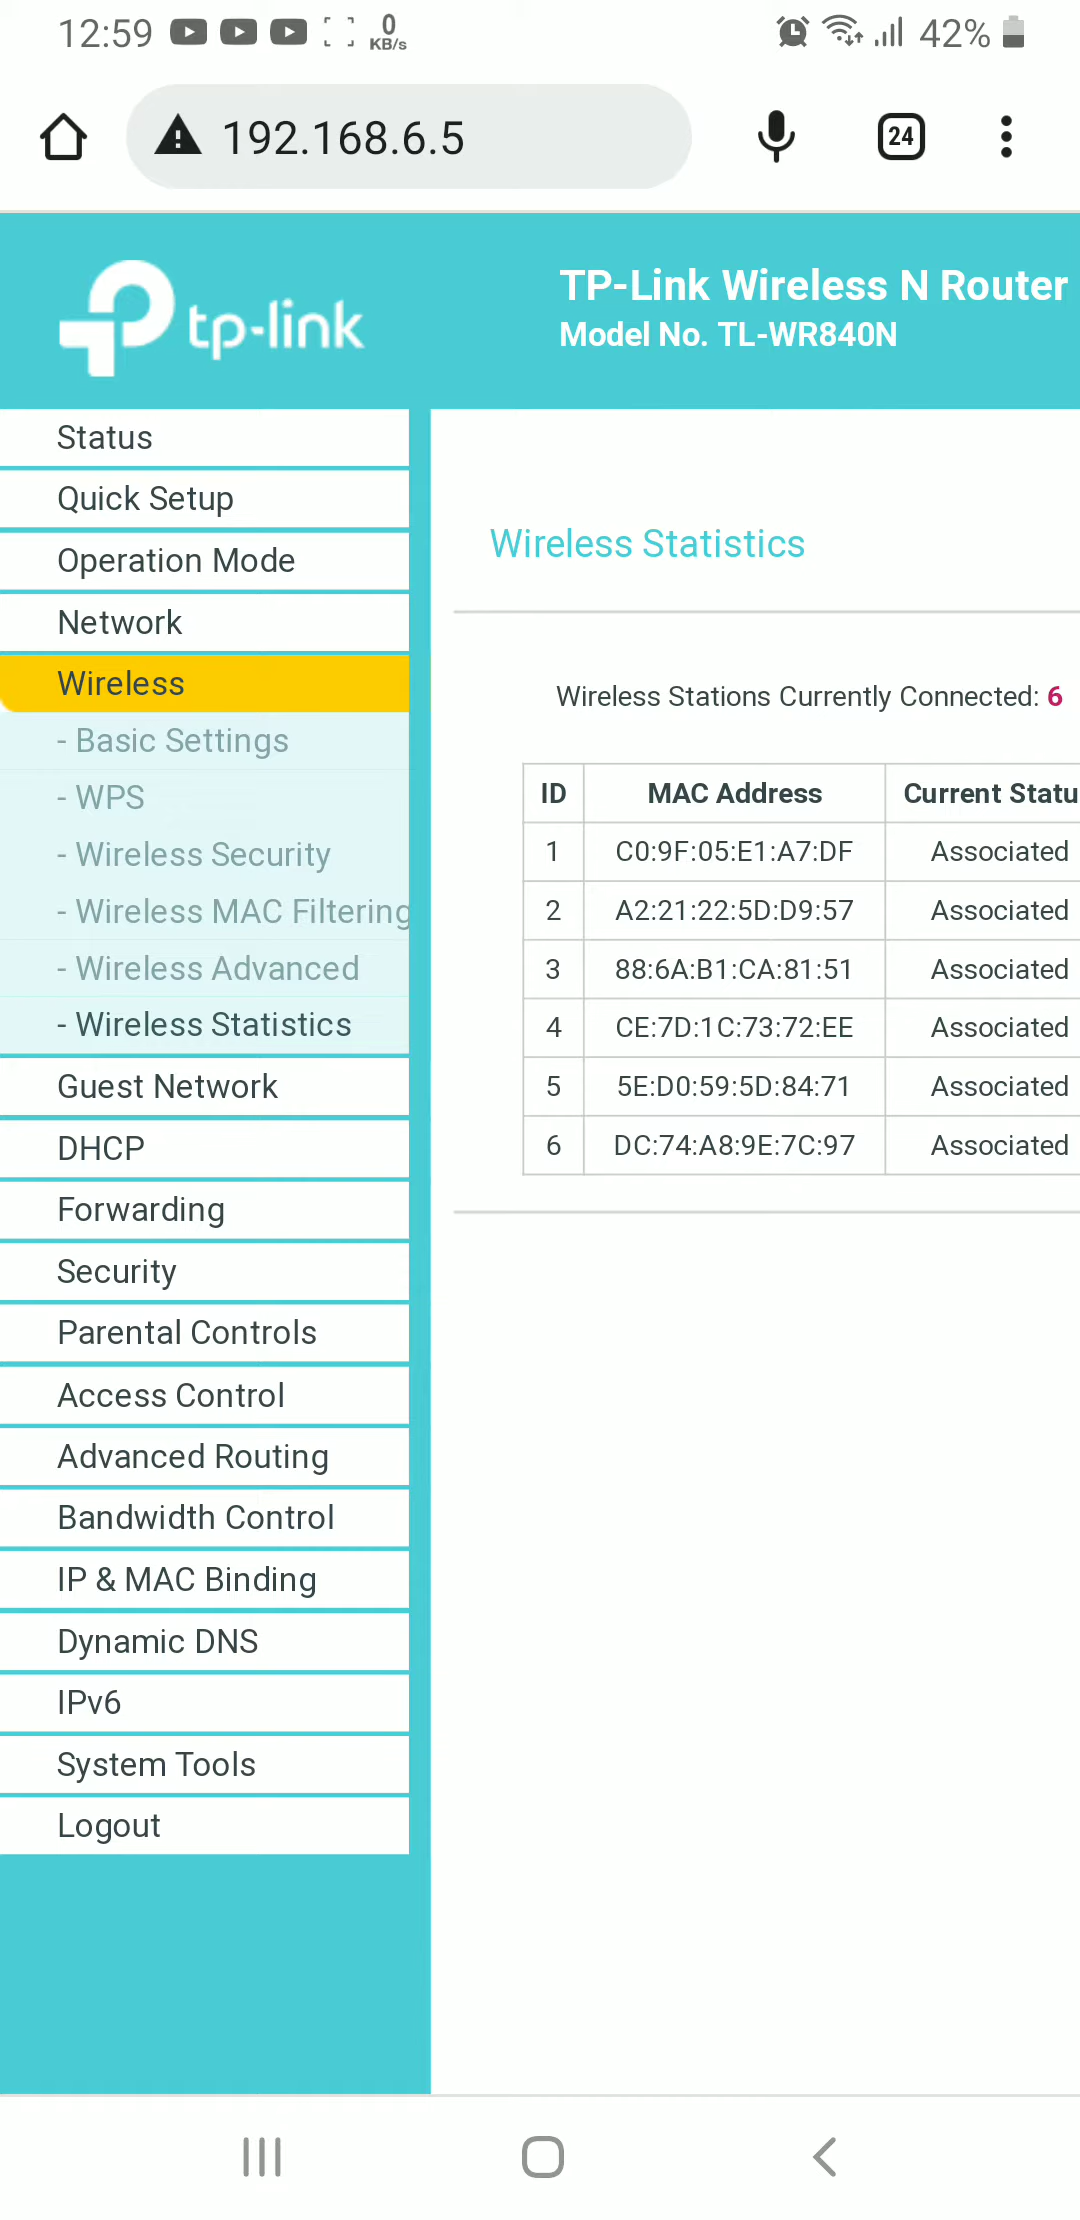 12:59 0 KB/s 42%
192.168.6.5 24
tp-link
TP-Link Wireless N Router
Model No. TL-WR840N
Status
Quick Setup
Operation Mode
Network
Wireless
- Basic Settings
- WPS
- Wireless Security
- Wireless MAC Filtering
- Wireless Advanced
- Wireless Statistics
Guest Network
DHCP
Forwarding
Security
Parental Controls
Access Control
Advanced Routing
Bandwidth Control
IP & MAC Binding
Dynamic DNS
IPv6
System Tools
Logout
Wireless Statistics
Wireless Stations Currently Connected: 6
ID MAC Address Current Statu
1 C0:9F:05:E1:A7:DF Associated
2 A2:21:22:5D:D9:57 Associated
3 88:6A:B1:CA:81:51 Associated
4 CE:7D:1C:73:72:EE Associated
5 5E:D0:59:5D:84:71 Associated
6 DC:74:A8:9E:7C:97 Associated